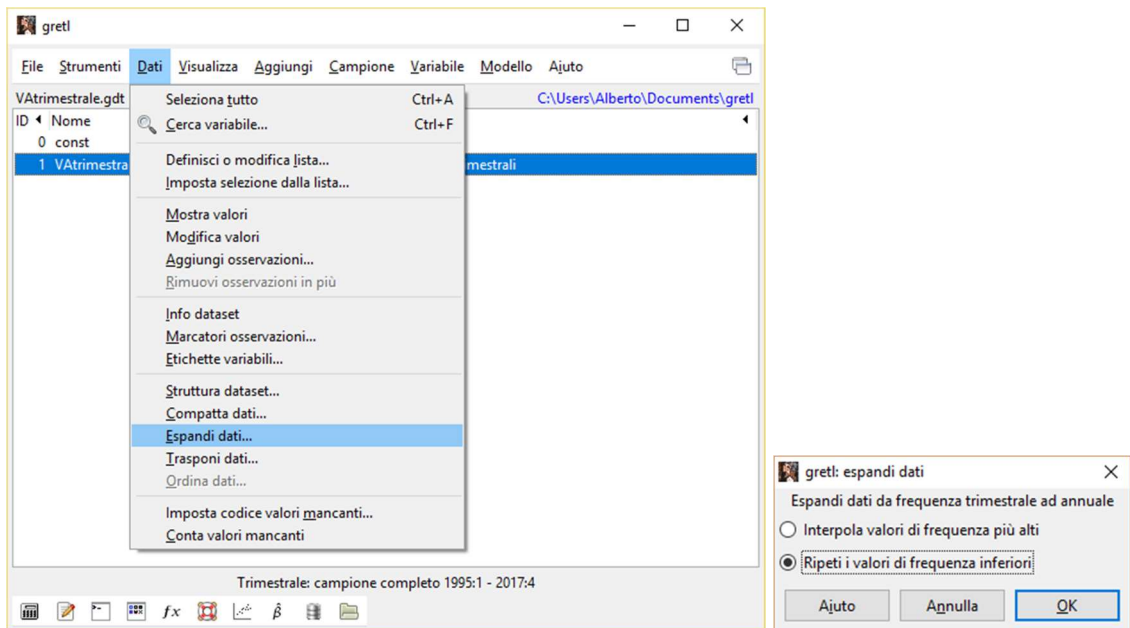 gretl
File Strumenti Dati Visualizza Aggiungi Campione Variabile Modello Ajuto
VAtrimestrale.gdt C:\Users\Alberto\Documents\gretl
ID Nome
0 const
1 VAtrimestra mestrali
Seleziona tutto Ctrl+A
Cerca variabile... Ctrl+F
Definisci o modifica lista...
Imposta selezione dalla lista...
Mostra valori
Modifica valori
Aggiungi osservazioni...
Rimuovi osservazioni in più
Info dataset
Marcatori osservazioni...
Etichette variabili...
Struttura dataset...
Compatta dati...
Espandi dati...
Trasponi dati...
Ordina dati...
Imposta codice valori mancanti...
Conta valori mancanti
Trimestrale: campione completo 1995:1 - 2017:4
fx β̂
gretl: espandi dati
Espandi dati da frequenza trimestrale ad annuale
Interpola valori di frequenza più alti
Ripeti i valori di frequenza inferiori
Ajuto Annulla OK